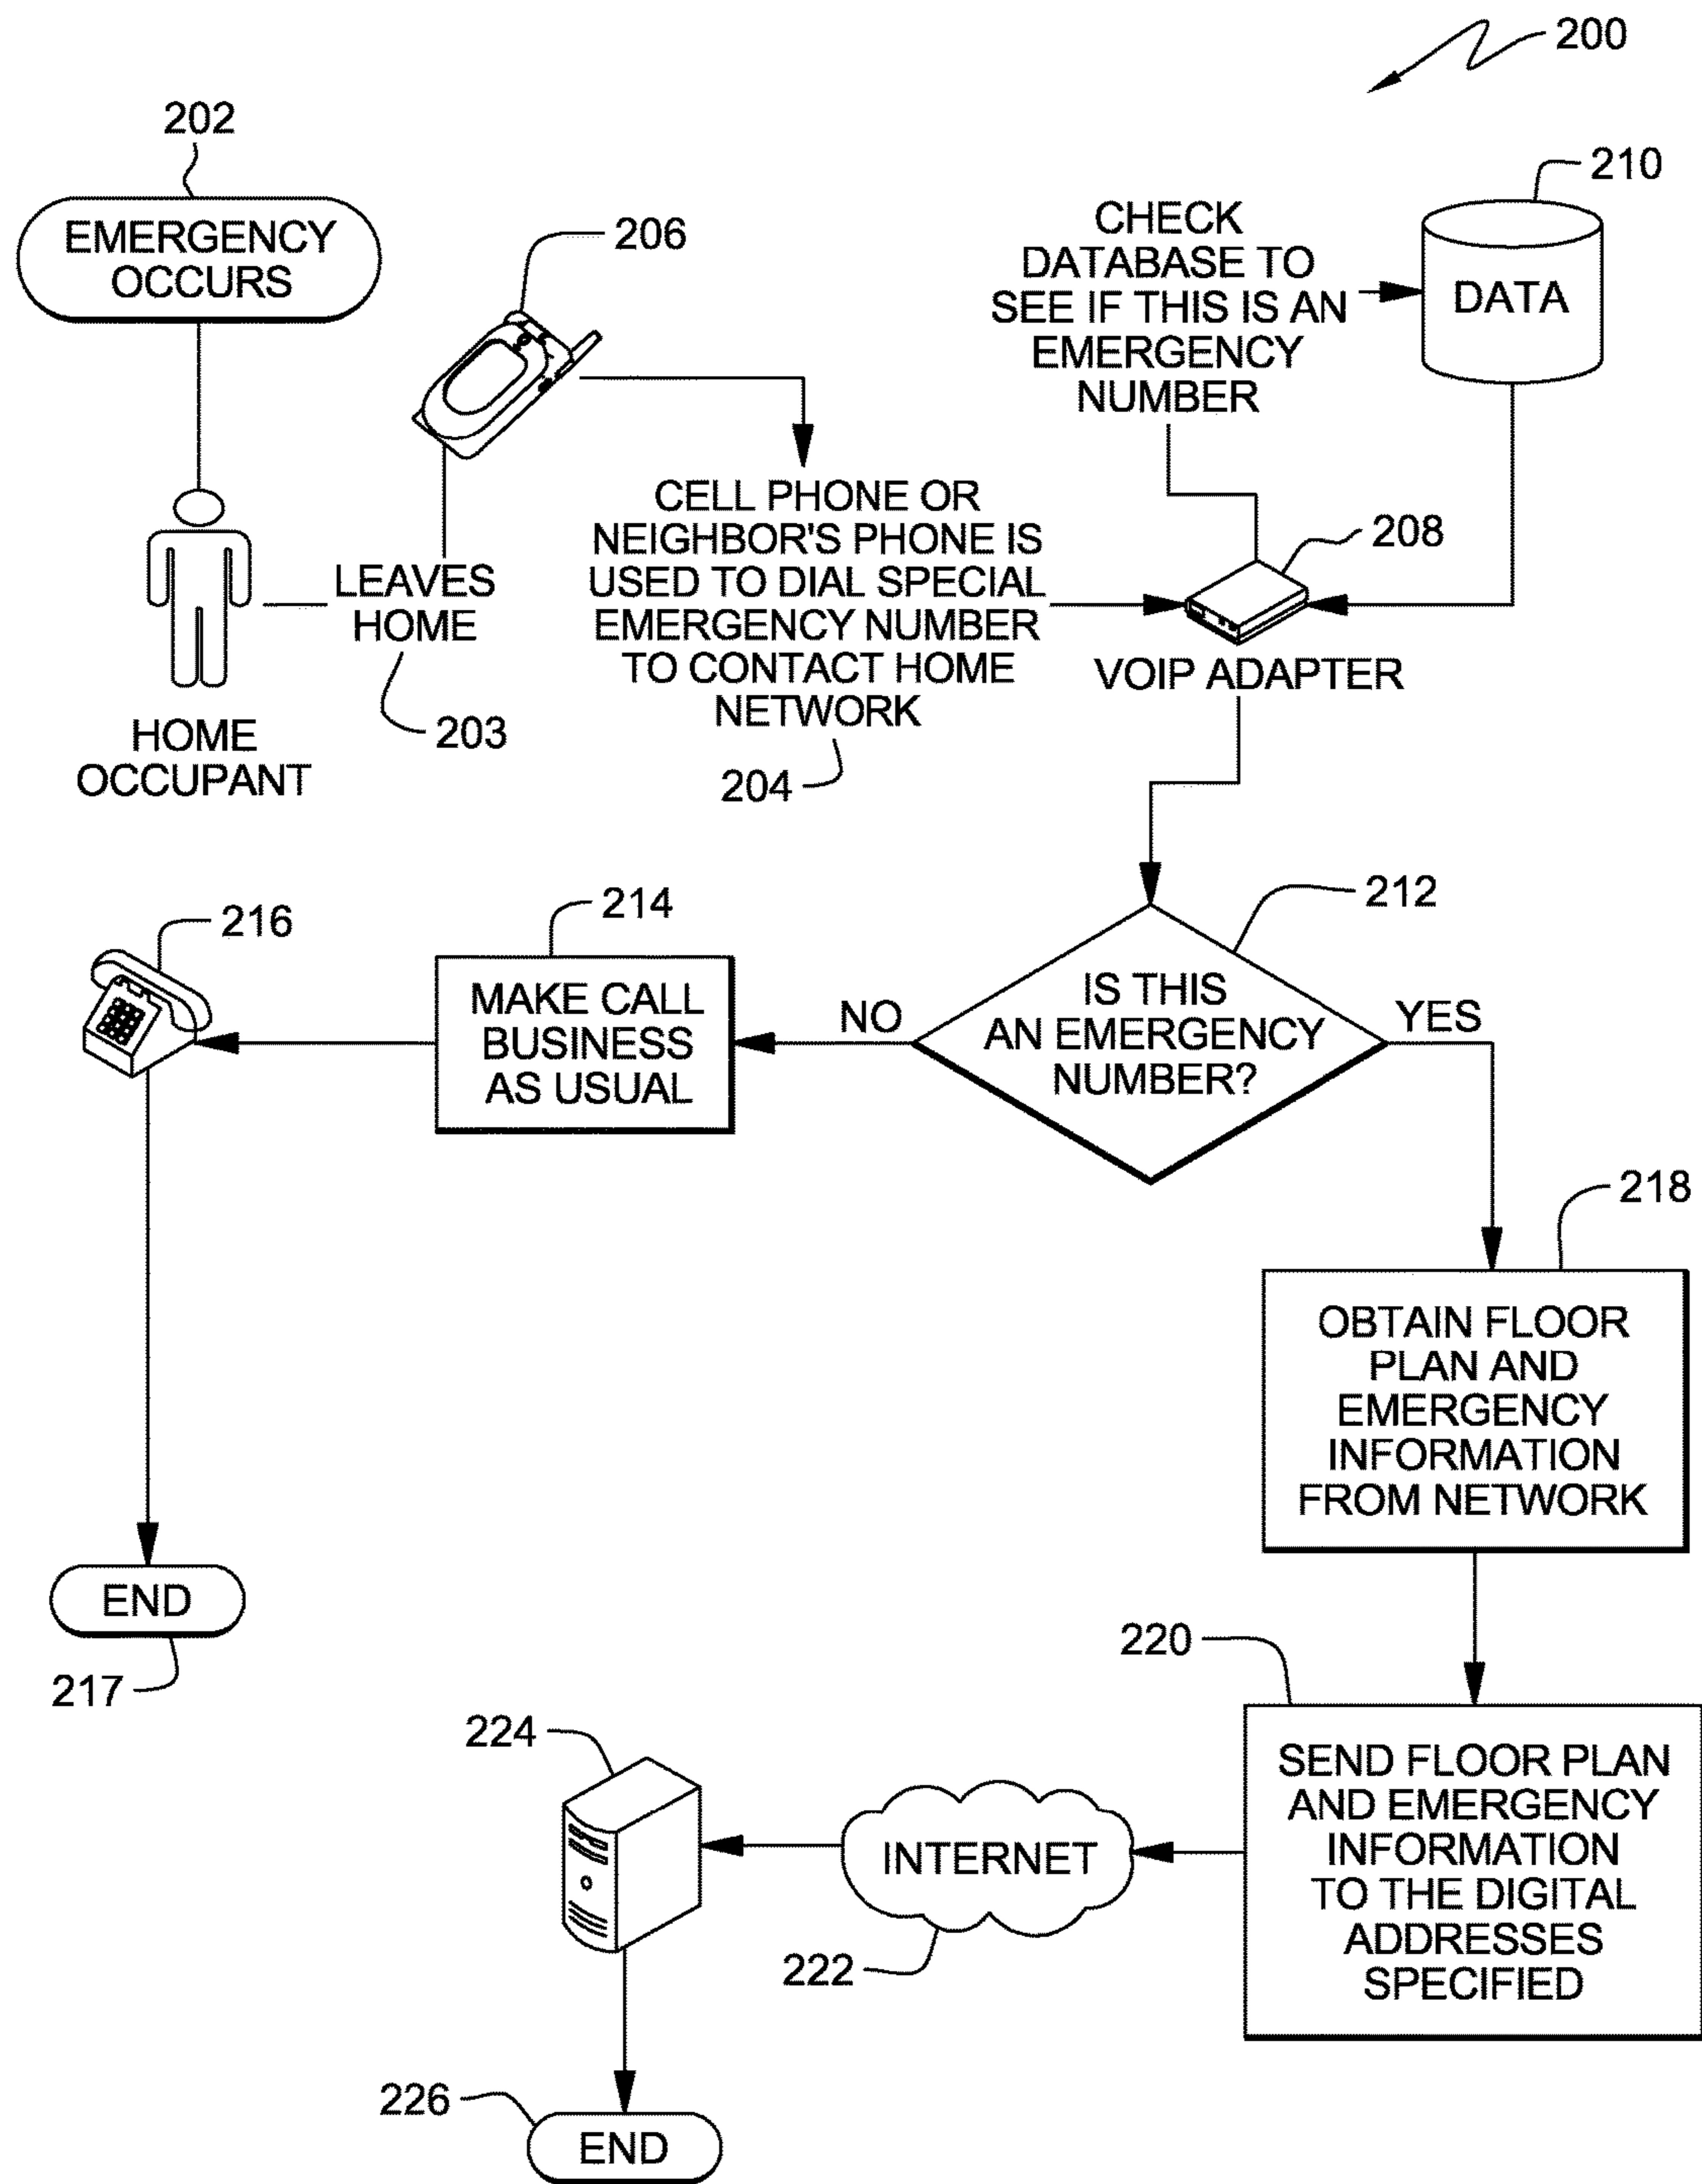 200
202
EMERGENCY
OCCURS
206
210
CHECK
DATABASE TO
SEE IF THIS IS AN
EMERGENCY
NUMBER
DATA
CELL PHONE OR
NEIGHBOR'S PHONE IS
USED TO DIAL SPECIAL
EMERGENCY NUMBER
TO CONTACT HOME
NETWORK
204
208
VOIP ADAPTER
LEAVES
HOME
203
HOME
OCCUPANT
212
IS THIS
AN EMERGENCY
NUMBER?
NO
YES
214
MAKE CALL
BUSINESS
AS USUAL
216
END
217
218
OBTAIN FLOOR
PLAN AND
EMERGENCY
INFORMATION
FROM NETWORK
220
SEND FLOOR PLAN
AND EMERGENCY
INFORMATION
TO THE DIGITAL
ADDRESSES
SPECIFIED
INTERNET
222
224
226
END